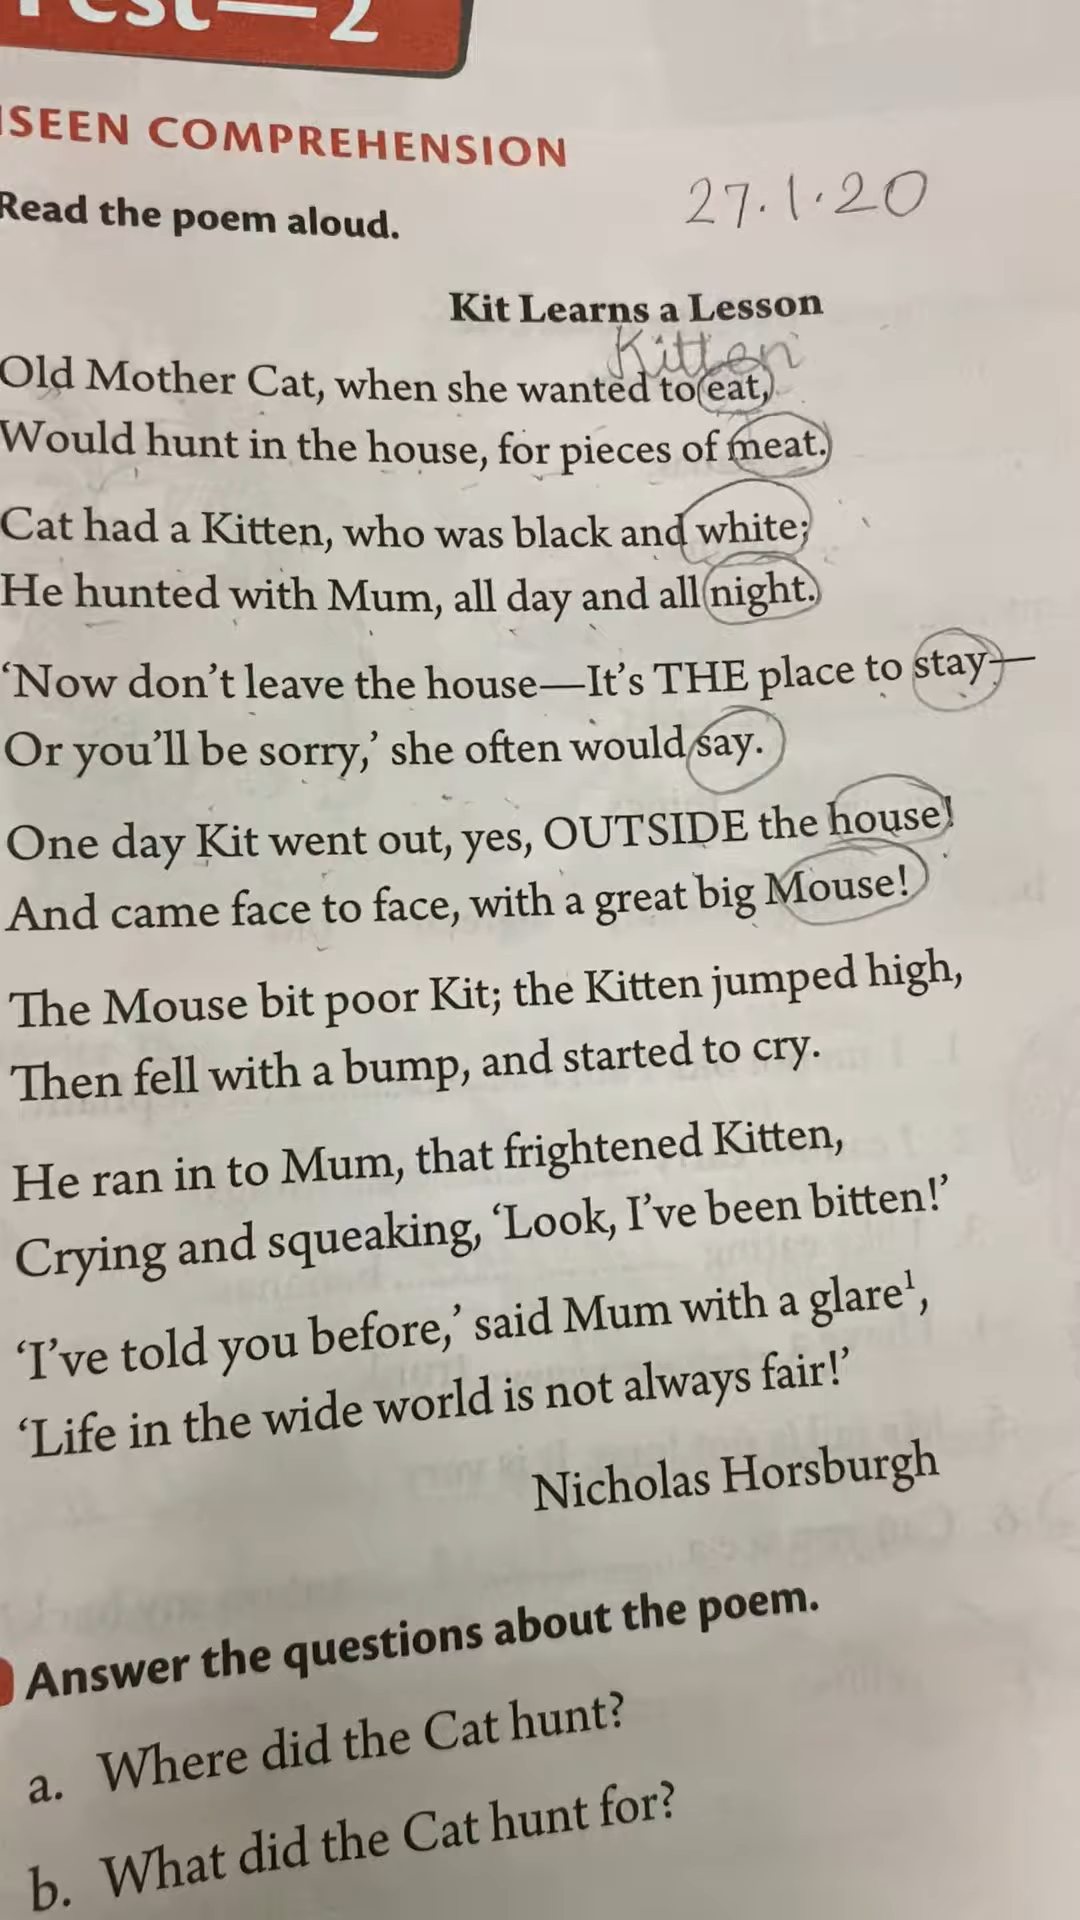 Test—2
SEEN COMPREHENSION
Read the poem aloud.
27.1.20
Kit Learns a Lesson
Kitten
Old Mother Cat, when she wanted to eat,
Would hunt in the house, for pieces of meat.
Cat had a Kitten, who was black and white;
He hunted with Mum, all day and all night.
‘Now don’t leave the house—It’s THE place to stay—
Or you’ll be sorry,’ she often would say.
One day Kit went out, yes, OUTSIDE the house!
And came face to face, with a great big Mouse!
The Mouse bit poor Kit; the Kitten jumped high,
Then fell with a bump, and started to cry.
He ran in to Mum, that frightened Kitten,
Crying and squeaking, ‘Look, I’ve been bitten!’
‘I’ve told you before,’ said Mum with a glare¹,
‘Life in the wide world is not always fair!’
Nicholas Horsburgh
Answer the questions about the poem.
a. Where did the Cat hunt?
b. What did the Cat hunt for?